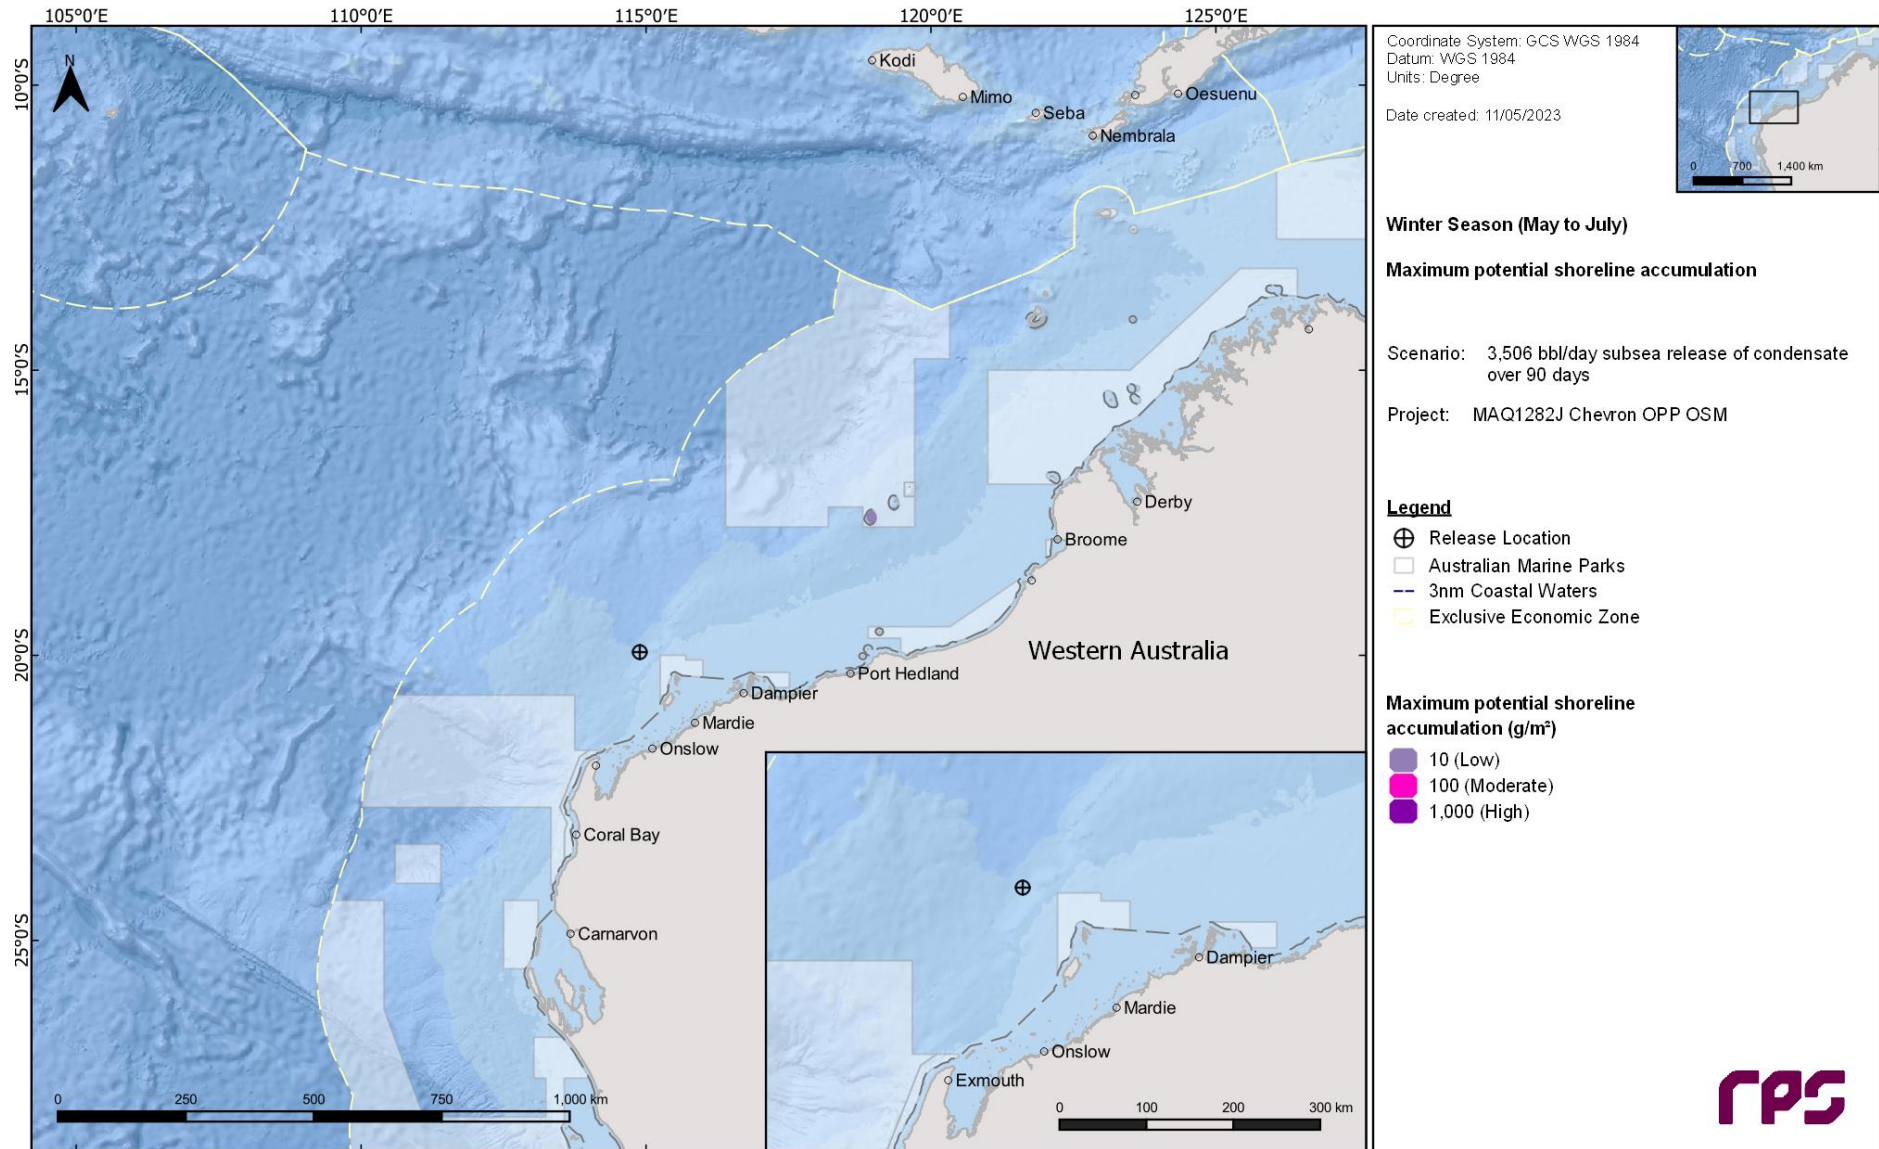 105°0'E 110°0'E 115°0'E 120°0'E 125°0'E
10°0'S
15°0'S
20°0'S
25°0'S
N
Kodi
Mimo
Seba
Oesuenu
Nembrala
Derby
Broome
Western Australia
Port Hedland
Dampier
Mardie
Onslow
Coral Bay
Carnarvon
0 250 500 750 1,000 km
Dampier
Mardie
Onslow
Exmouth
0 100 200 300 km
Coordinate System: GCS WGS 1984
Datum: WGS 1984
Units: Degree
Date created: 11/05/2023
0 700 1,400 km
Winter Season (May to July)
Maximum potential shoreline accumulation
Scenario: 3,506 bbl/day subsea release of condensate
over 90 days
Project: MAQ1282J Chevron OPP OSM
Legend
Release Location
Australian Marine Parks
3nm Coastal Waters
Exclusive Economic Zone
Maximum potential shoreline
accumulation (g/m²)
10 (Low)
100 (Moderate)
1,000 (High)
rps